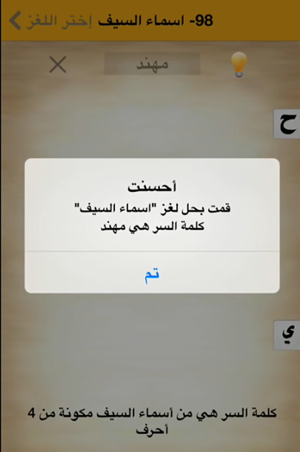 98- اسماء السيف
إختر اللغز
مهند
ح
أحسنت
قمت بحل لغز "اسماء السيف"
كلمة السر هي مهند
تم
ي
كلمة السر هي من أسماء السيف مكونة من 4
أحرف